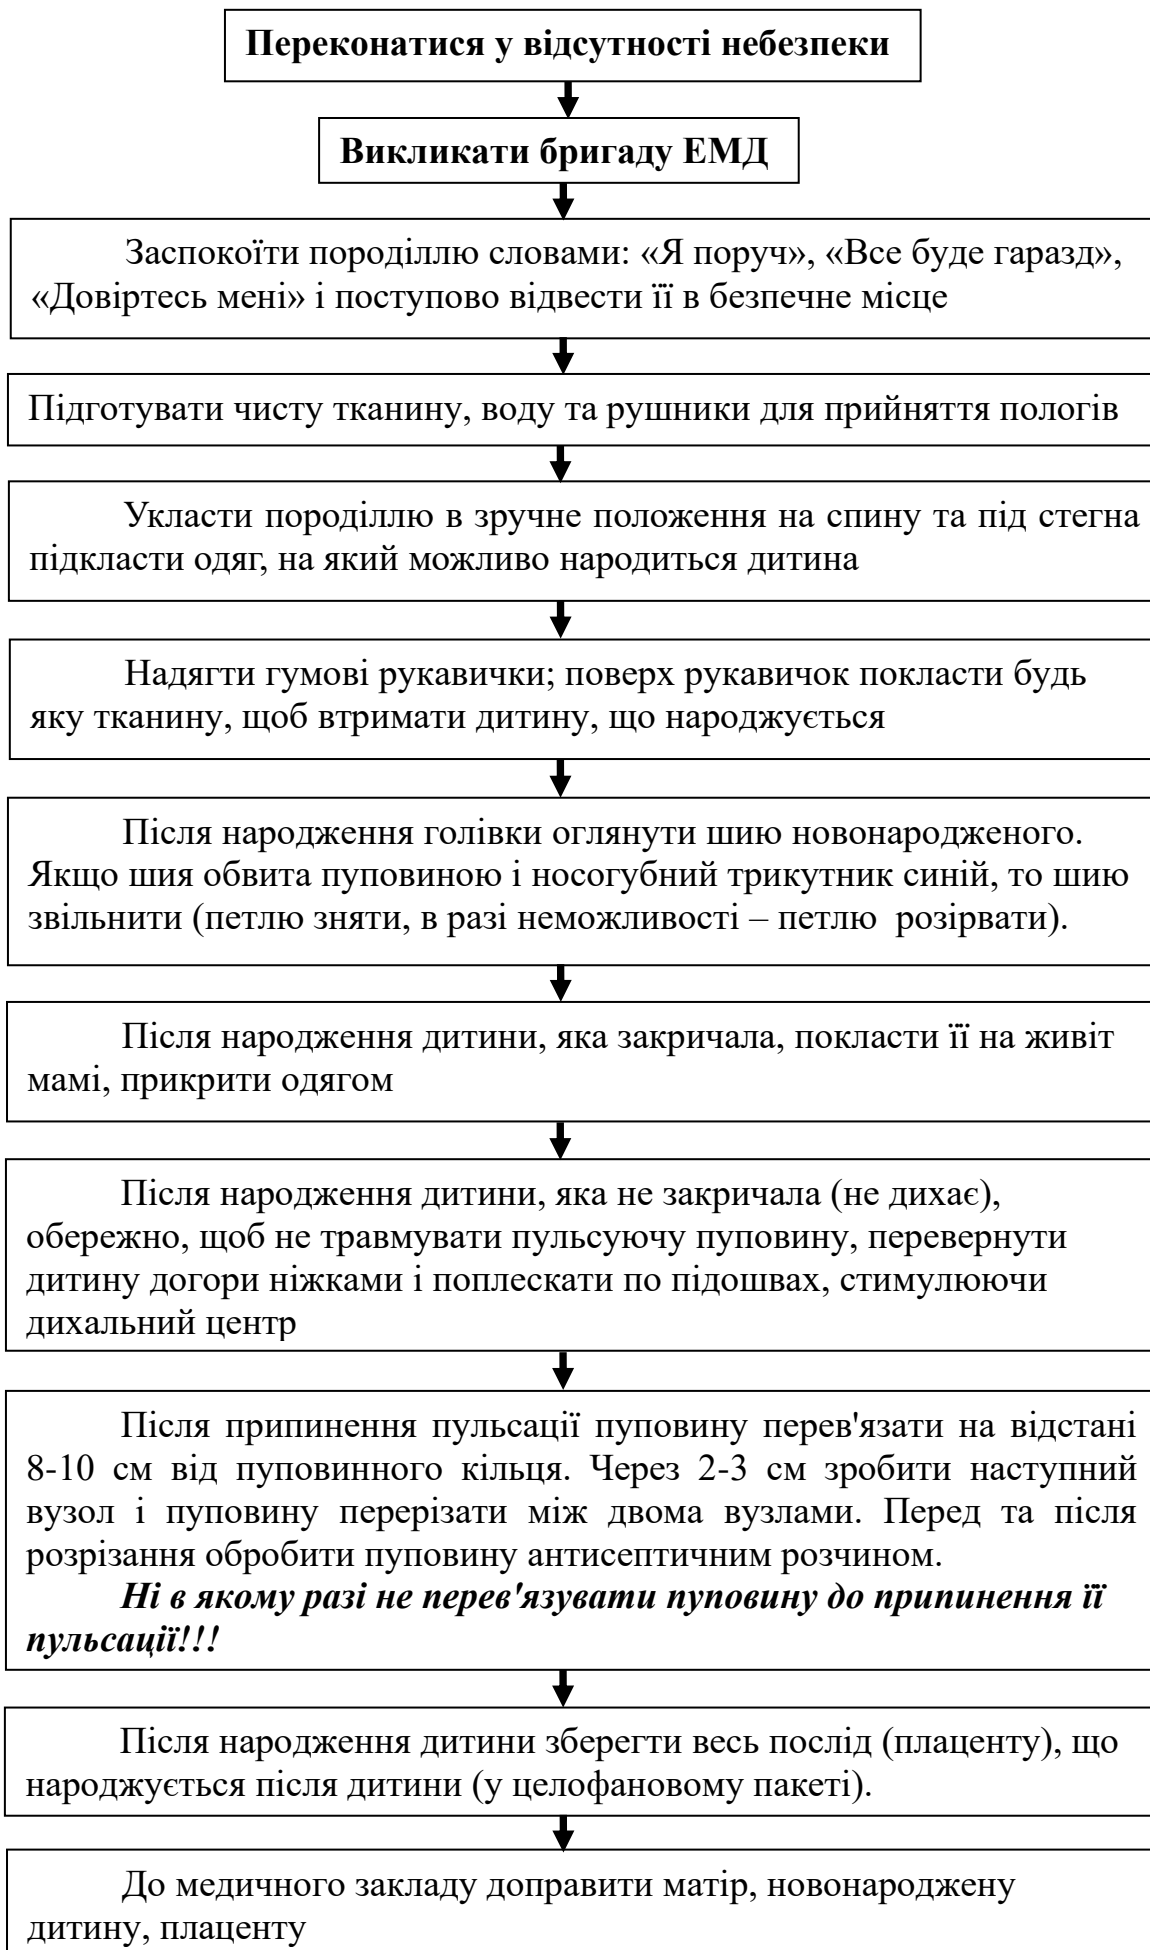 Переконатися у відсутності небезпеки
Викликати бригаду ЕМД
Заспокоїти породіллю словами: «Я поруч», «Все буде гаразд»,
«Довіртесь мені» і поступово відвести її в безпечне місце
Підготувати чисту тканину, воду та рушники для прийняття пологів
Укласти породіллю в зручне положення на спину та під стегна
підкласти одяг, на який можливо народиться дитина
Надягти гумові рукавички; поверх рукавичок покласти будь
яку тканину, щоб втримати дитину, що народжується
Після народження голівки оглянути шию новонародженого.
Якщо шия обвита пуповиною і носогубний трикутник синій, то шию
звільнити (петлю зняти, в разі неможливості – петлю розірвати).
Після народження дитини, яка закричала, покласти її на живіт
мамі, прикрити одягом
Після народження дитини, яка не закричала (не дихає),
обережно, щоб не травмувати пульсуючу пуповину, перевернути
дитину догори ніжками і поплескати по підошвах, стимулюючи
дихальний центр
Після припинення пульсації пуповину перев'язати на відстані
8-10 см від пуповинного кільця. Через 2-3 см зробити наступний
вузол і пуповину перерізати між двома вузлами. Перед та після
розрізання обробити пуповину антисептичним розчином.
Ні в якому разі не перев'язувати пуповину до припинення її
пульсації!!!
Після народження дитини зберегти весь послід (плаценту), що
народжується після дитини (у целофановому пакеті).
До медичного закладу доправити матір, новонароджену
дитину, плаценту